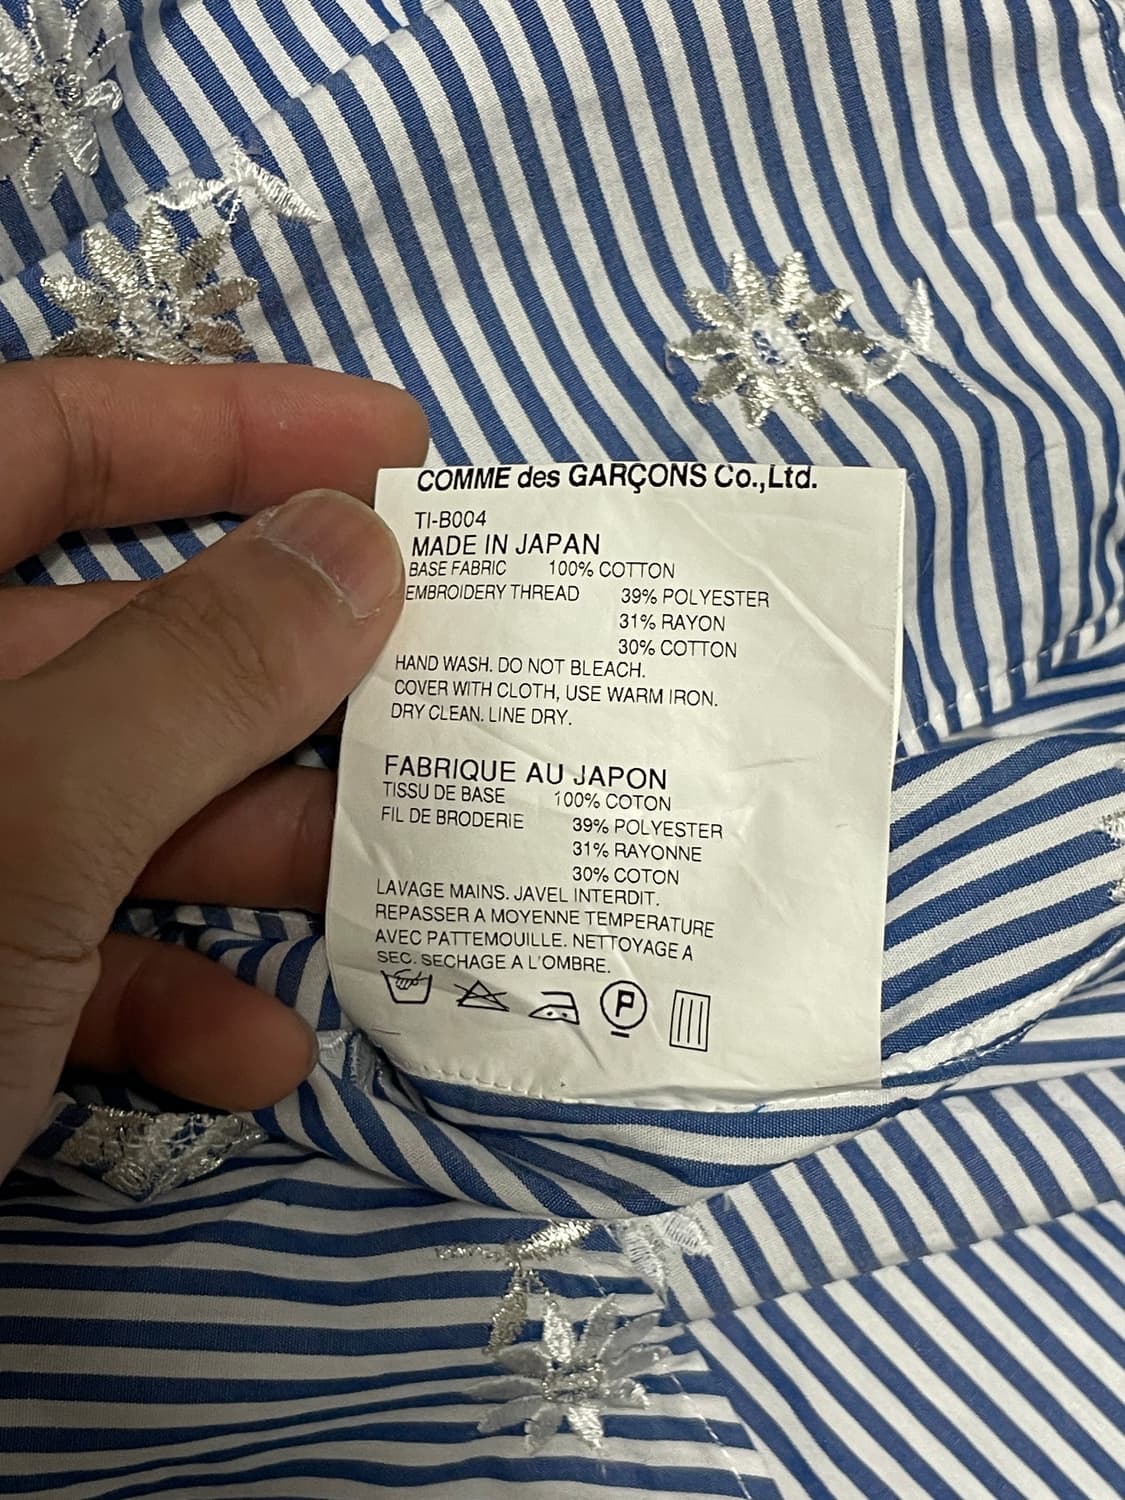 COMME des GARÇONS Co.,Ltd.
TI-B004
MADE IN JAPAN
BASE FABRIC 100% COTTON
EMBROIDERY THREAD 39% POLYESTER
31% RAYON
30% COTTON
HAND WASH. DO NOT BLEACH.
COVER WITH CLOTH, USE WARM IRON.
DRY CLEAN. LINE DRY.
FABRIQUE AU JAPON
TISSU DE BASE 100% COTON
FIL DE BRODERIE 39% POLYESTER
31% RAYONNE
30% COTON
LAVAGE MAINS. JAVEL INTERDIT.
REPASSER A MOYENNE TEMPERATURE
AVEC PATTEMOUILLE. NETTOYAGE A
SEC. SECHAGE A L'OMBRE.
P